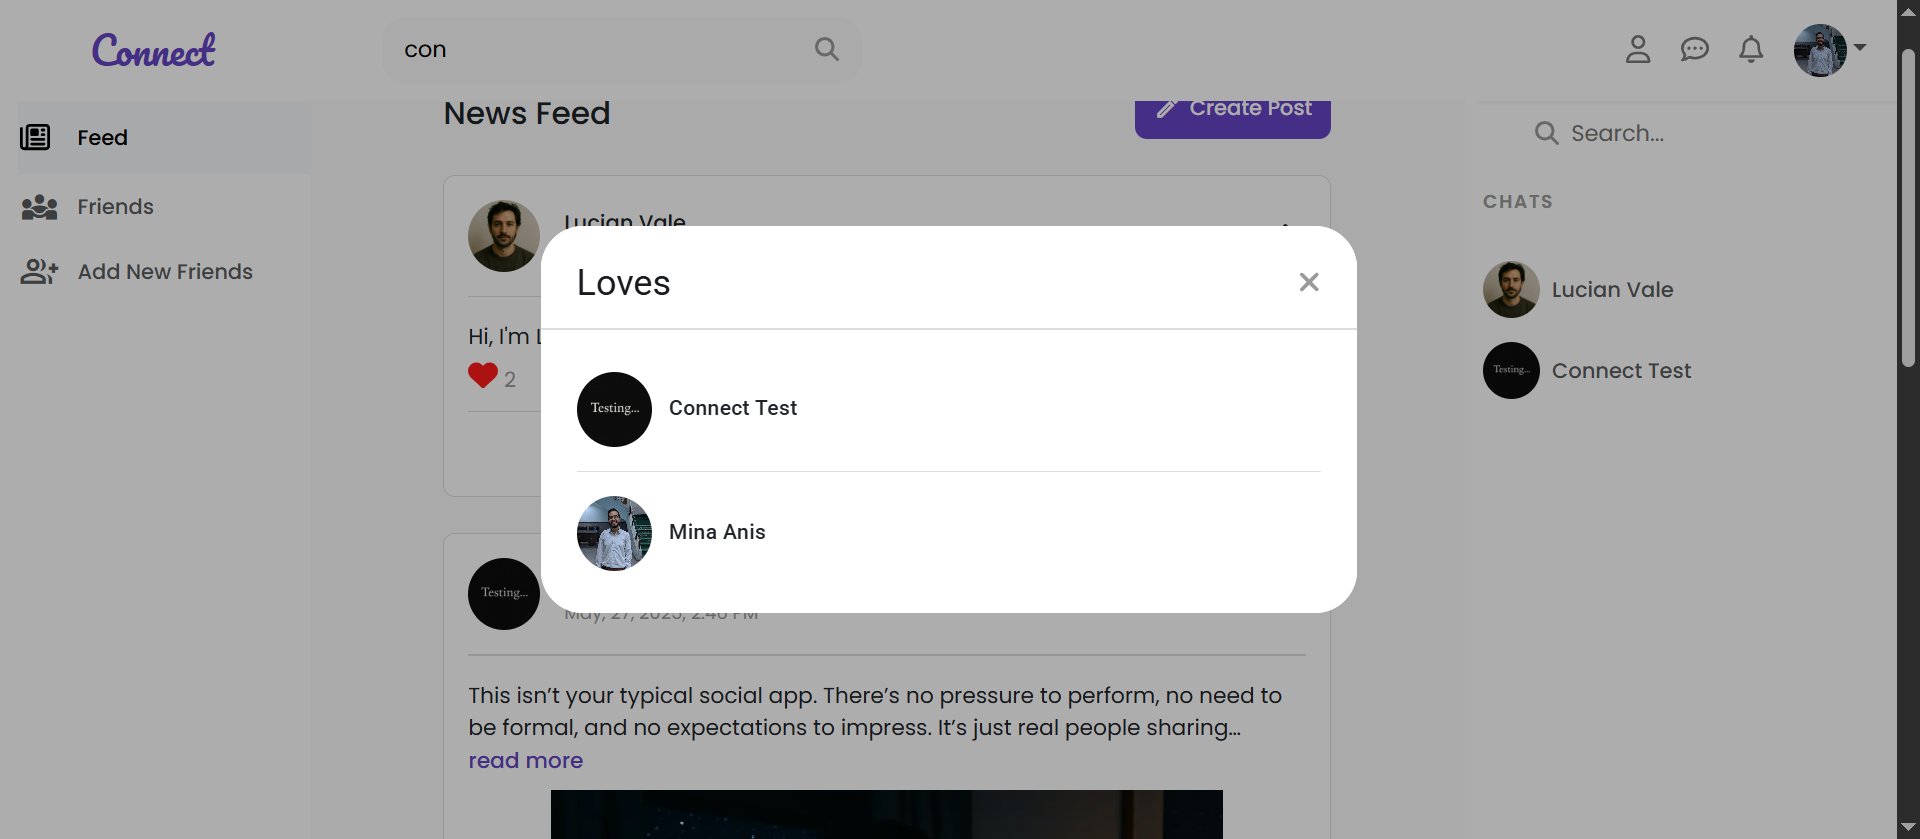 Connect
con
Feed
Friends
Add New Friends
News Feed
Create Post
Lucian Vale
Hi, I'm
2
Loves
Testing...
Connect Test
Mina Anis
Testing...
May, 27, 2025, 2:46 PM
This isn’t your typical social app. There’s no pressure to perform, no need to
be formal, and no expectations to impress. It’s just real people sharing...
read more
Search...
CHATS
Lucian Vale
Testing...
Connect Test